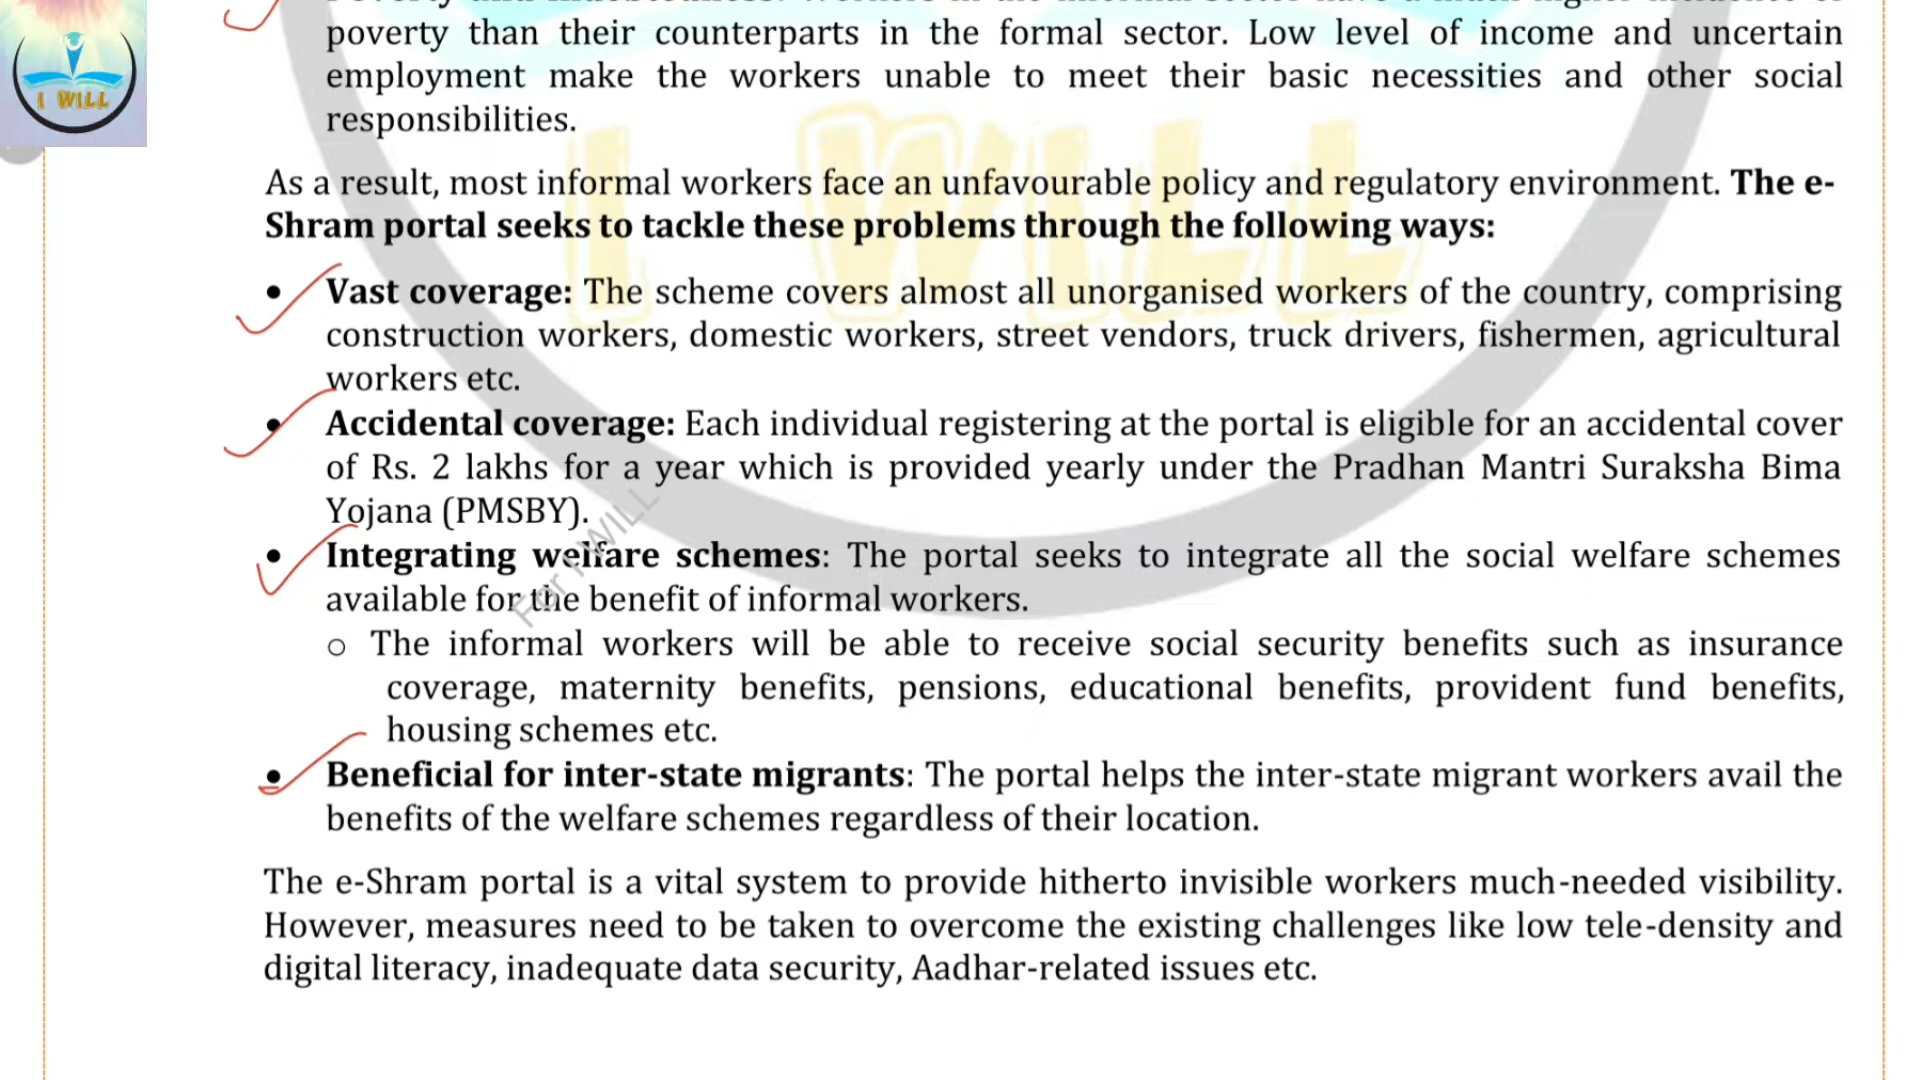 I WILL
poverty than their counterparts in the formal sector. Low level of income and uncertain
employment make the workers unable to meet their basic necessities and other social
responsibilities.
As a result, most informal workers face an unfavourable policy and regulatory environment. The e-
Shram portal seeks to tackle these problems through the following ways:
• Vast coverage: The scheme covers almost all unorganised workers of the country, comprising
construction workers, domestic workers, street vendors, truck drivers, fishermen, agricultural
workers etc.
• Accidental coverage: Each individual registering at the portal is eligible for an accidental cover
of Rs. 2 lakhs for a year which is provided yearly under the Pradhan Mantri Suraksha Bima
Yojana (PMSBY).
• Integrating welfare schemes: The portal seeks to integrate all the social welfare schemes
available for the benefit of informal workers.
o The informal workers will be able to receive social security benefits such as insurance
coverage, maternity benefits, pensions, educational benefits, provident fund benefits,
housing schemes etc.
• Beneficial for inter-state migrants: The portal helps the inter-state migrant workers avail the
benefits of the welfare schemes regardless of their location.
The e-Shram portal is a vital system to provide hitherto invisible workers much-needed visibility.
However, measures need to be taken to overcome the existing challenges like low tele-density and
digital literacy, inadequate data security, Aadhar-related issues etc.
I WILL
For I WILL